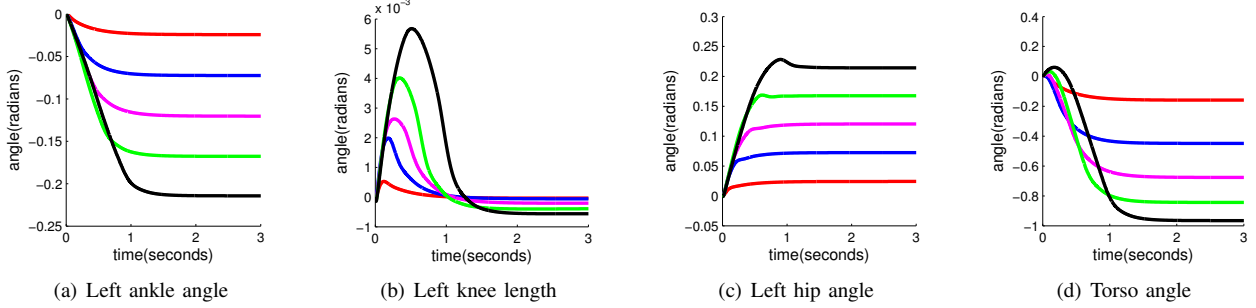 0
−0.05
−0.1
−0.15
−0.2
−0.25
0 1 2 3
time(seconds)
angle(radians)
(a) Left ankle angle
x 10⁻³
6
5
4
3
2
1
0
−1
0 1 2 3
time(seconds)
angle(radians)
(b) Left knee length
0.3
0.25
0.2
0.15
0.1
0.05
0
−0.05
0 1 2 3
time(seconds)
angle(radians)
(c) Left hip angle
0.4
0.2
0
−0.2
−0.4
−0.6
−0.8
−1
0 1 2 3
time(seconds)
angle(radians)
(d) Torso angle